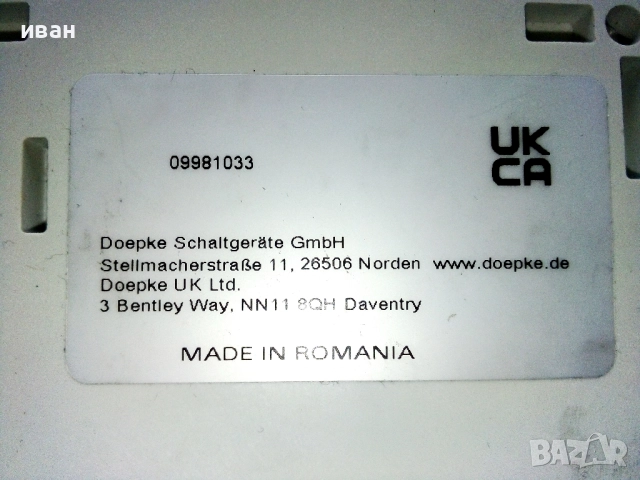 иван
09981033
UK
CA
Doepke Schaltgeräte GmbH
Stellmacherstraße 11, 26506 Norden www.doepke.de
Doepke UK Ltd.
3 Bentley Way, NN11 8QH Daventry
MADE IN ROMANIA
BAZAR